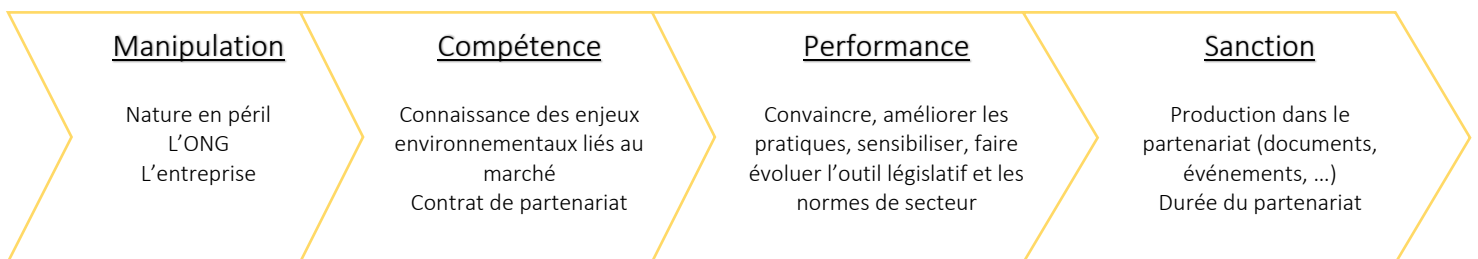 Manipulation
Nature en péril
L’ONG
L’entreprise
Compétence
Connaissance des enjeux
environnementaux liés au
marché
Contrat de partenariat
Performance
Convaincre, améliorer les
pratiques, sensibiliser, faire
évoluer l’outil législatif et les
normes de secteur
Sanction
Production dans le
partenariat (documents,
événements, …)
Durée du partenariat